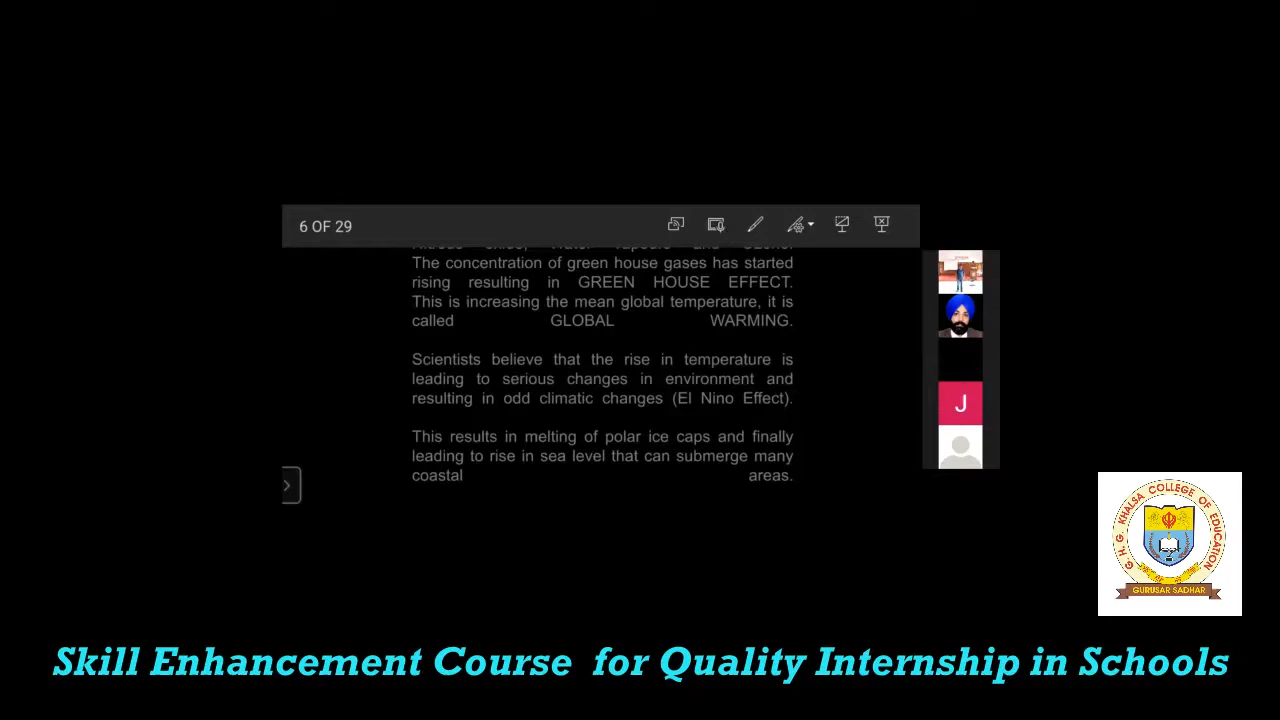 6 OF 29
The concentration of green house gases has started
rising resulting in GREEN HOUSE EFFECT.
This is increasing the mean global temperature, it is
called GLOBAL WARMING.
Scientists believe that the rise in temperature is
leading to serious changes in environment and
resulting in odd climatic changes (El Nino Effect).
This results in melting of polar ice caps and finally
leading to rise in sea level that can submerge many
coastal areas.
J
G. H. G. KHALSA COLLEGE OF EDUCATION
GURUSAR SADHAR
Skill Enhancement Course for Quality Internship in Schools